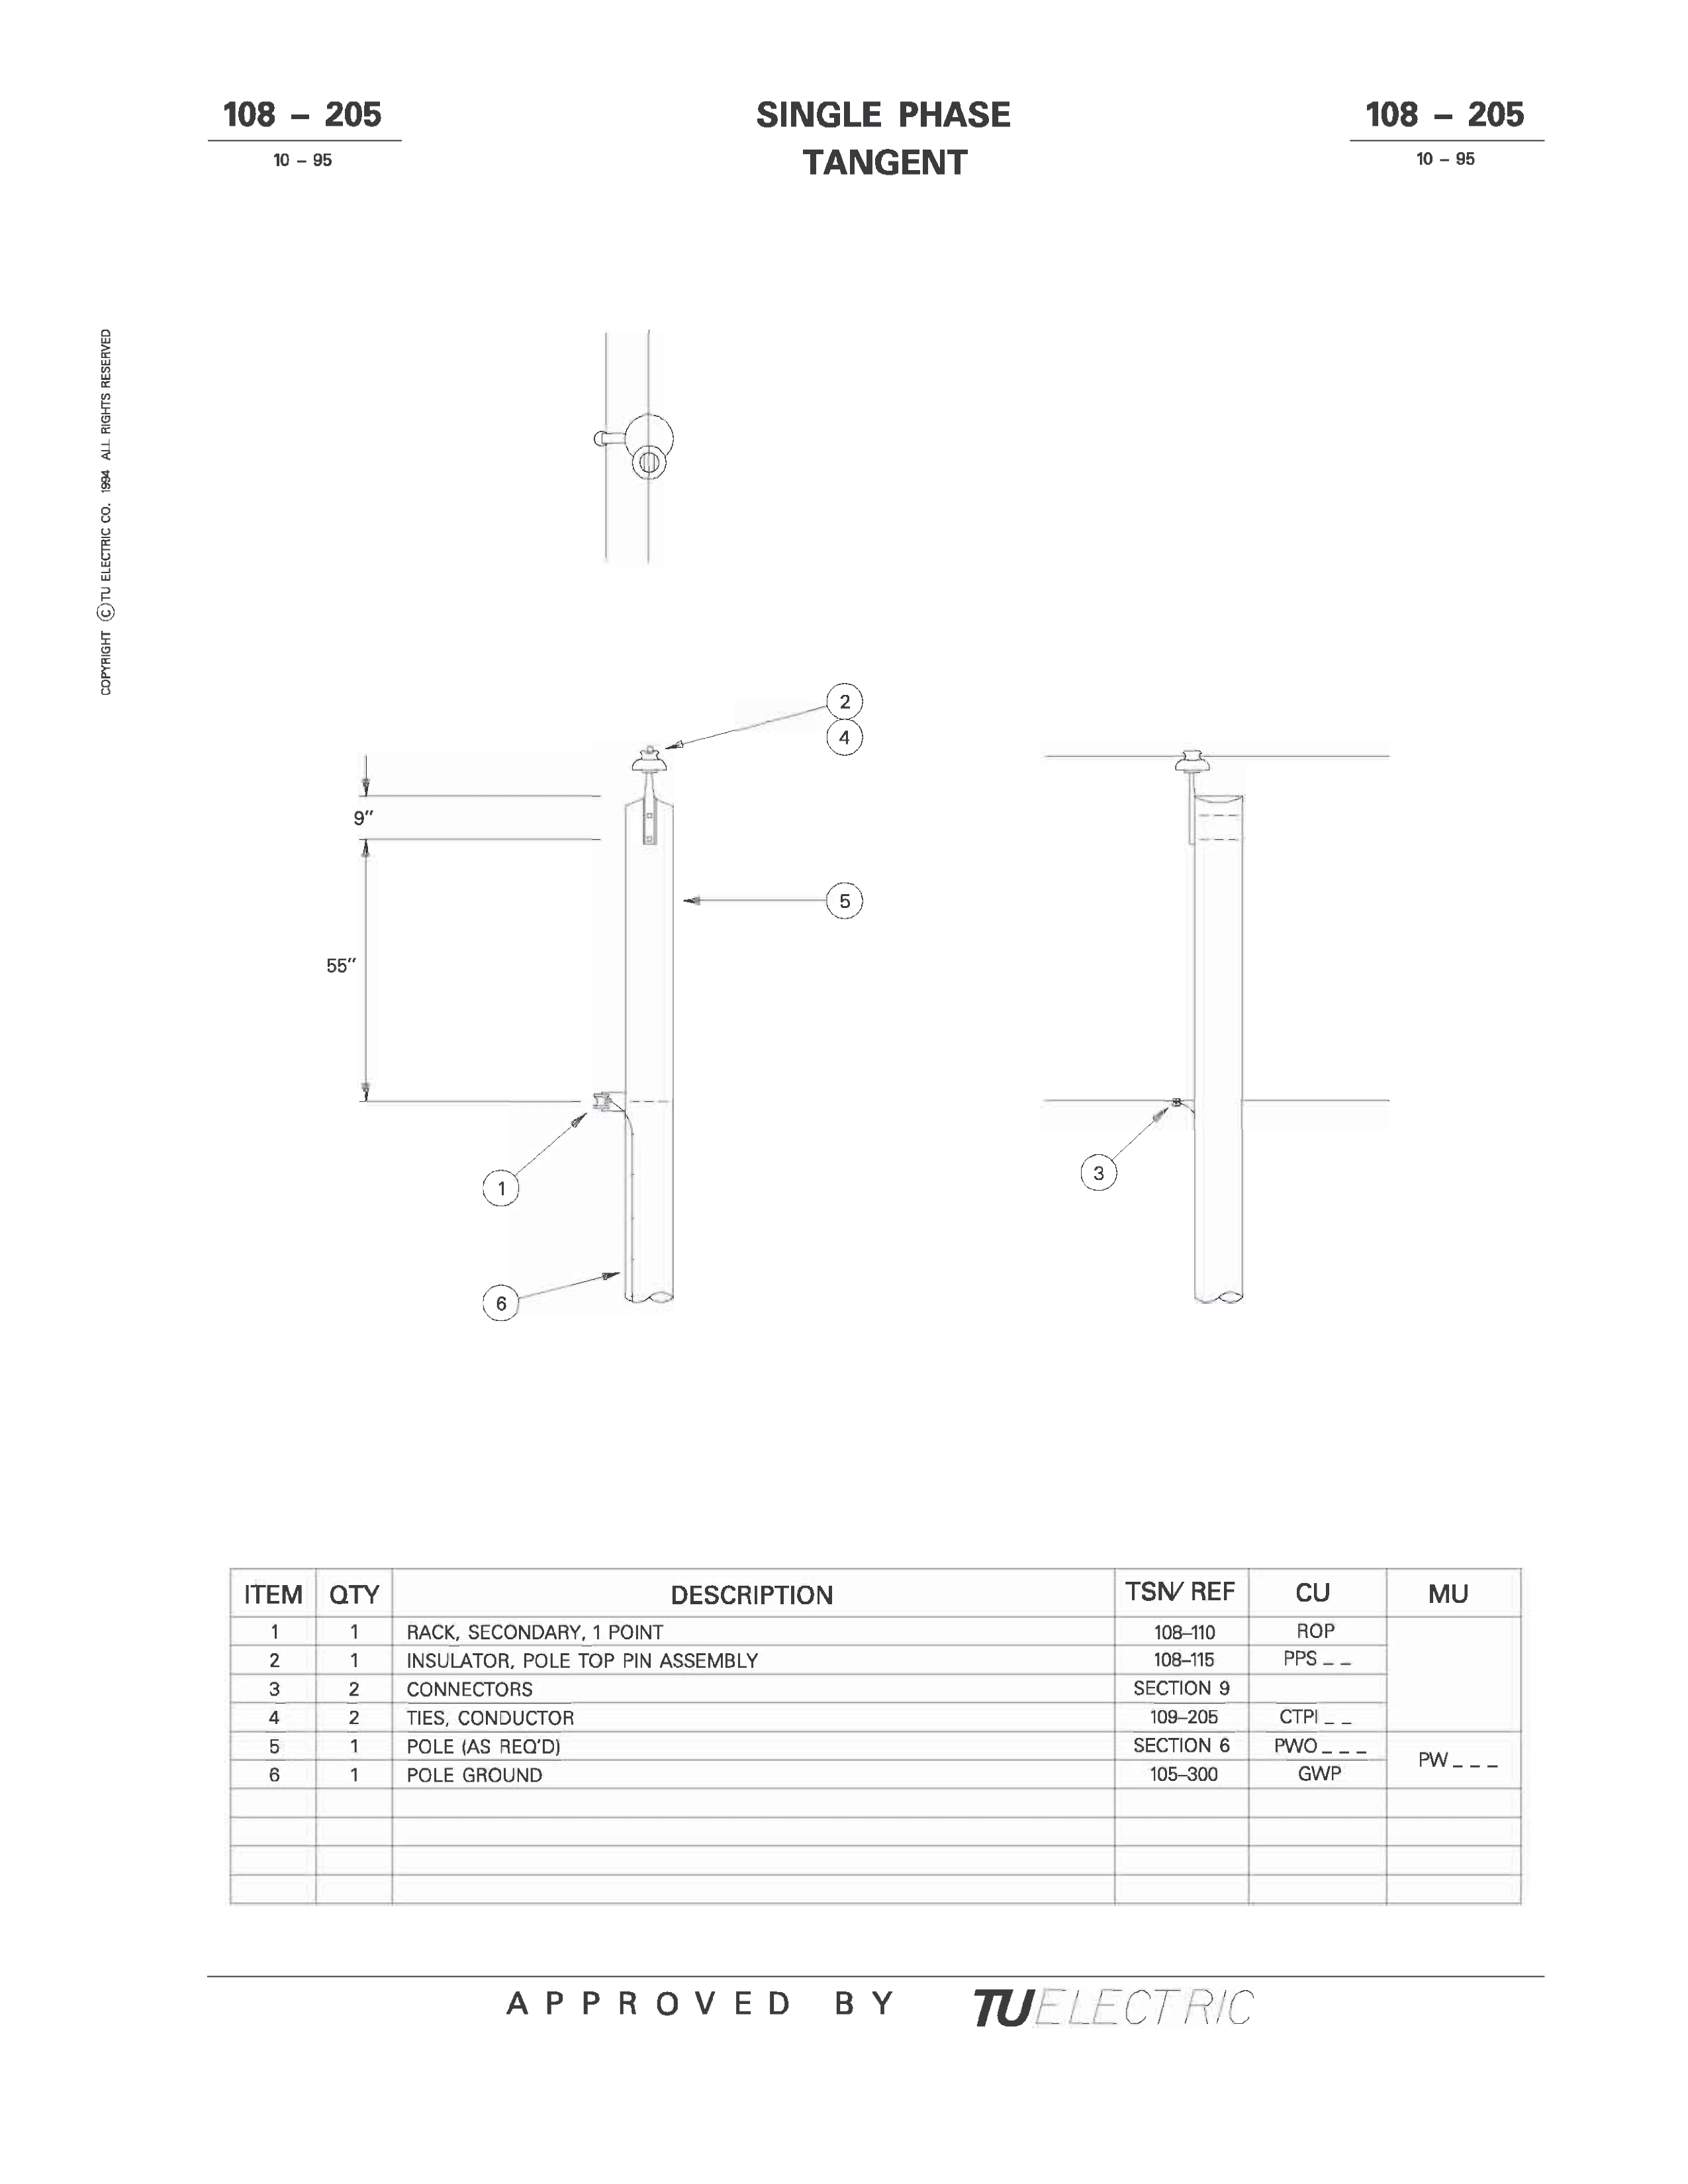 108 – 205
10 – 95
SINGLE PHASE
TANGENT
108 – 205
10 – 95
COPYRIGHT Ⓒ TU ELECTRIC CO. 1994 ALL RIGHTS RESERVED
2
4
9"
5
55"
1
3
6
ITEM QTY DESCRIPTION TSN/ REF CU MU
1 1 RACK, SECONDARY, 1 POINT 108–110 ROP
2 1 INSULATOR, POLE TOP PIN ASSEMBLY 108–115 PPS _ _
3 2 CONNECTORS SECTION 9
4 2 TIES, CONDUCTOR 109–205 CTPI _ _
5 1 POLE (AS REQ'D) SECTION 6 PWO _ _ _ PW _ _ _
6 1 POLE GROUND 105–300 GWP
APPROVED BY TU ELECTRIC